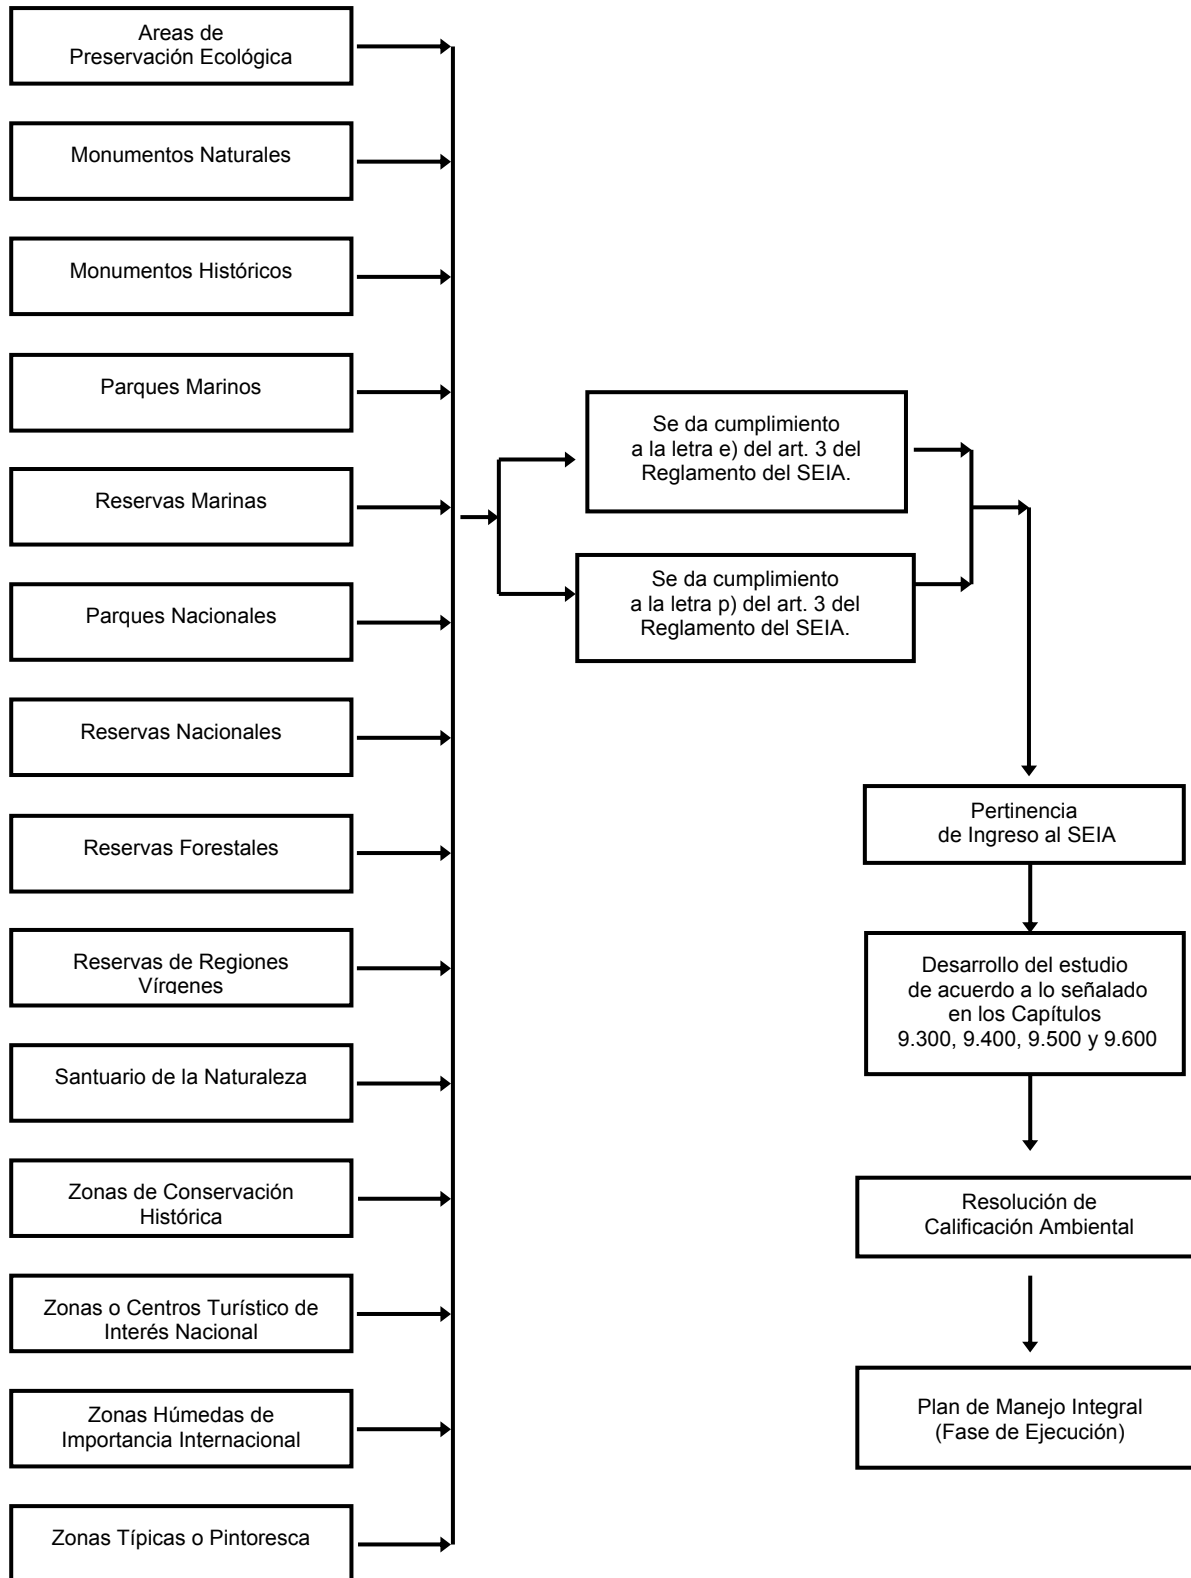 Areas de
Preservación Ecológica
Monumentos Naturales
Monumentos Históricos
Parques Marinos
Reservas Marinas
Parques Nacionales
Reservas Nacionales
Reservas Forestales
Reservas de Regiones
Vírgenes
Santuario de la Naturaleza
Zonas de Conservación
Histórica
Zonas o Centros Turístico de
Interés Nacional
Zonas Húmedas de
Importancia Internacional
Zonas Típicas o Pintoresca
Se da cumplimiento
a la letra e) del art. 3 del
Reglamento del SEIA.
Se da cumplimiento
a la letra p) del art. 3 del
Reglamento del SEIA.
Pertinencia
de Ingreso al SEIA
Desarrollo del estudio
de acuerdo a lo señalado
en los Capítulos
9.300, 9.400, 9.500 y 9.600
Resolución de
Calificación Ambiental
Plan de Manejo Integral
(Fase de Ejecución)